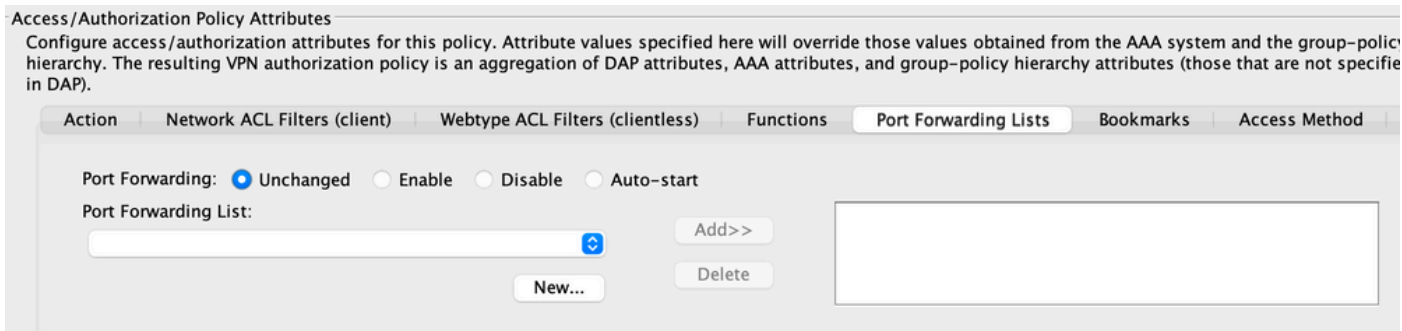 Access/Authorization Policy Attributes
Configure access/authorization attributes for this policy. Attribute values specified here will override those values obtained from the AAA system and the group-policy
hierarchy. The resulting VPN authorization policy is an aggregation of DAP attributes, AAA attributes, and group-policy hierarchy attributes (those that are not specifie
in DAP).
Action Network ACL Filters (client) Webtype ACL Filters (clientless) Functions Port Forwarding Lists Bookmarks Access Method
Port Forwarding: Unchanged Enable Disable Auto-start
Port Forwarding List:
Add>>
Delete
New...